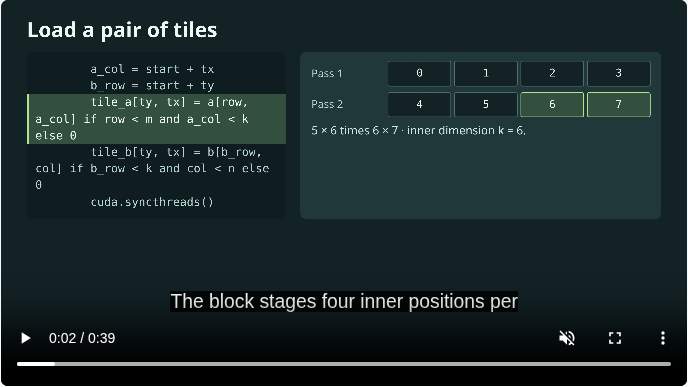 Load a pair of tiles
a_col = start + tx
b_row = start + ty
tile_a[ty, tx] = a[row,
a_col] if row < m and a_col < k
else 0
tile_b[ty, tx] = b[b_row,
col] if b_row < k and col < n else
0
cuda.syncthreads()
Pass 1 0 1 2 3
Pass 2 4 5 6 7
5 × 6 times 6 × 7 · inner dimension k = 6.
The block stages four inner positions per
0:02 / 0:39